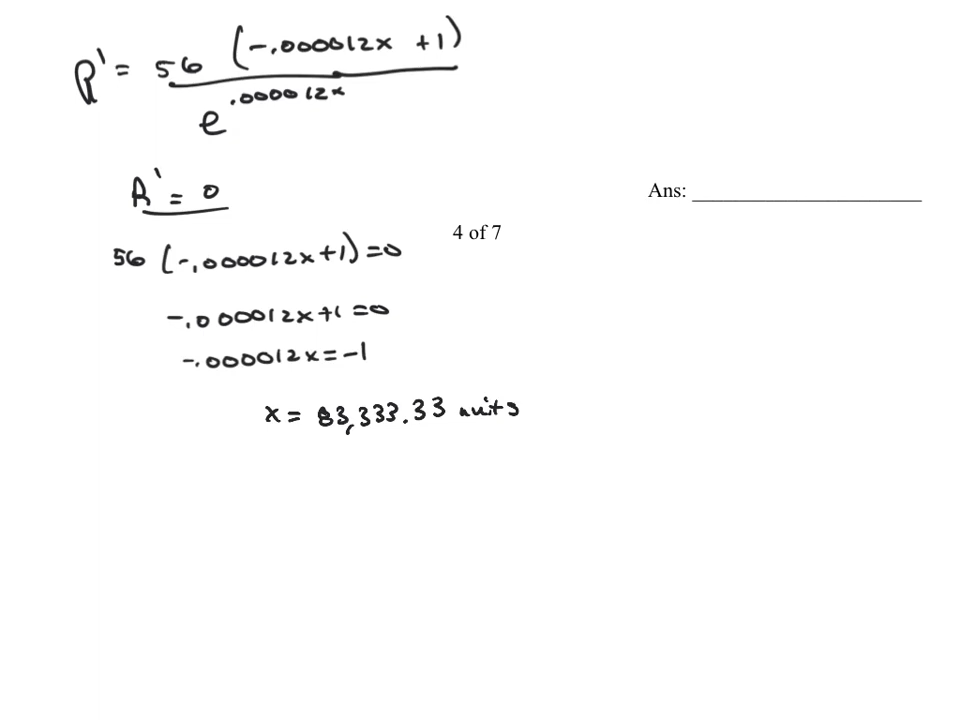 R' = 56 (-.000012x + 1)
e^.000012x
R' = 0
Ans: ______________________
4 of 7
56 (-.000012x+1) = 0
-.000012x+1 = 0
-.000012x = -1
x = 83,333.33 units